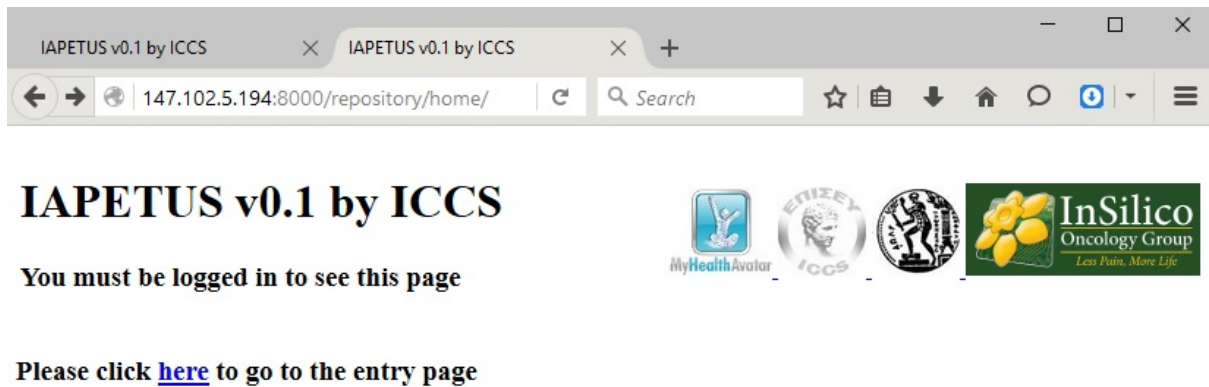 IAPETUS v0.1 by ICCS
IAPETUS v0.1 by ICCS
147.102.5.194:8000/repository/home/
Search
IAPETUS v0.1 by ICCS
You must be logged in to see this page
MyHealthAvatar
ΕΠΙΣΕΥ
ICCS
InSilico
Oncology Group
Less Pain, More Life
Please click here to go to the entry page